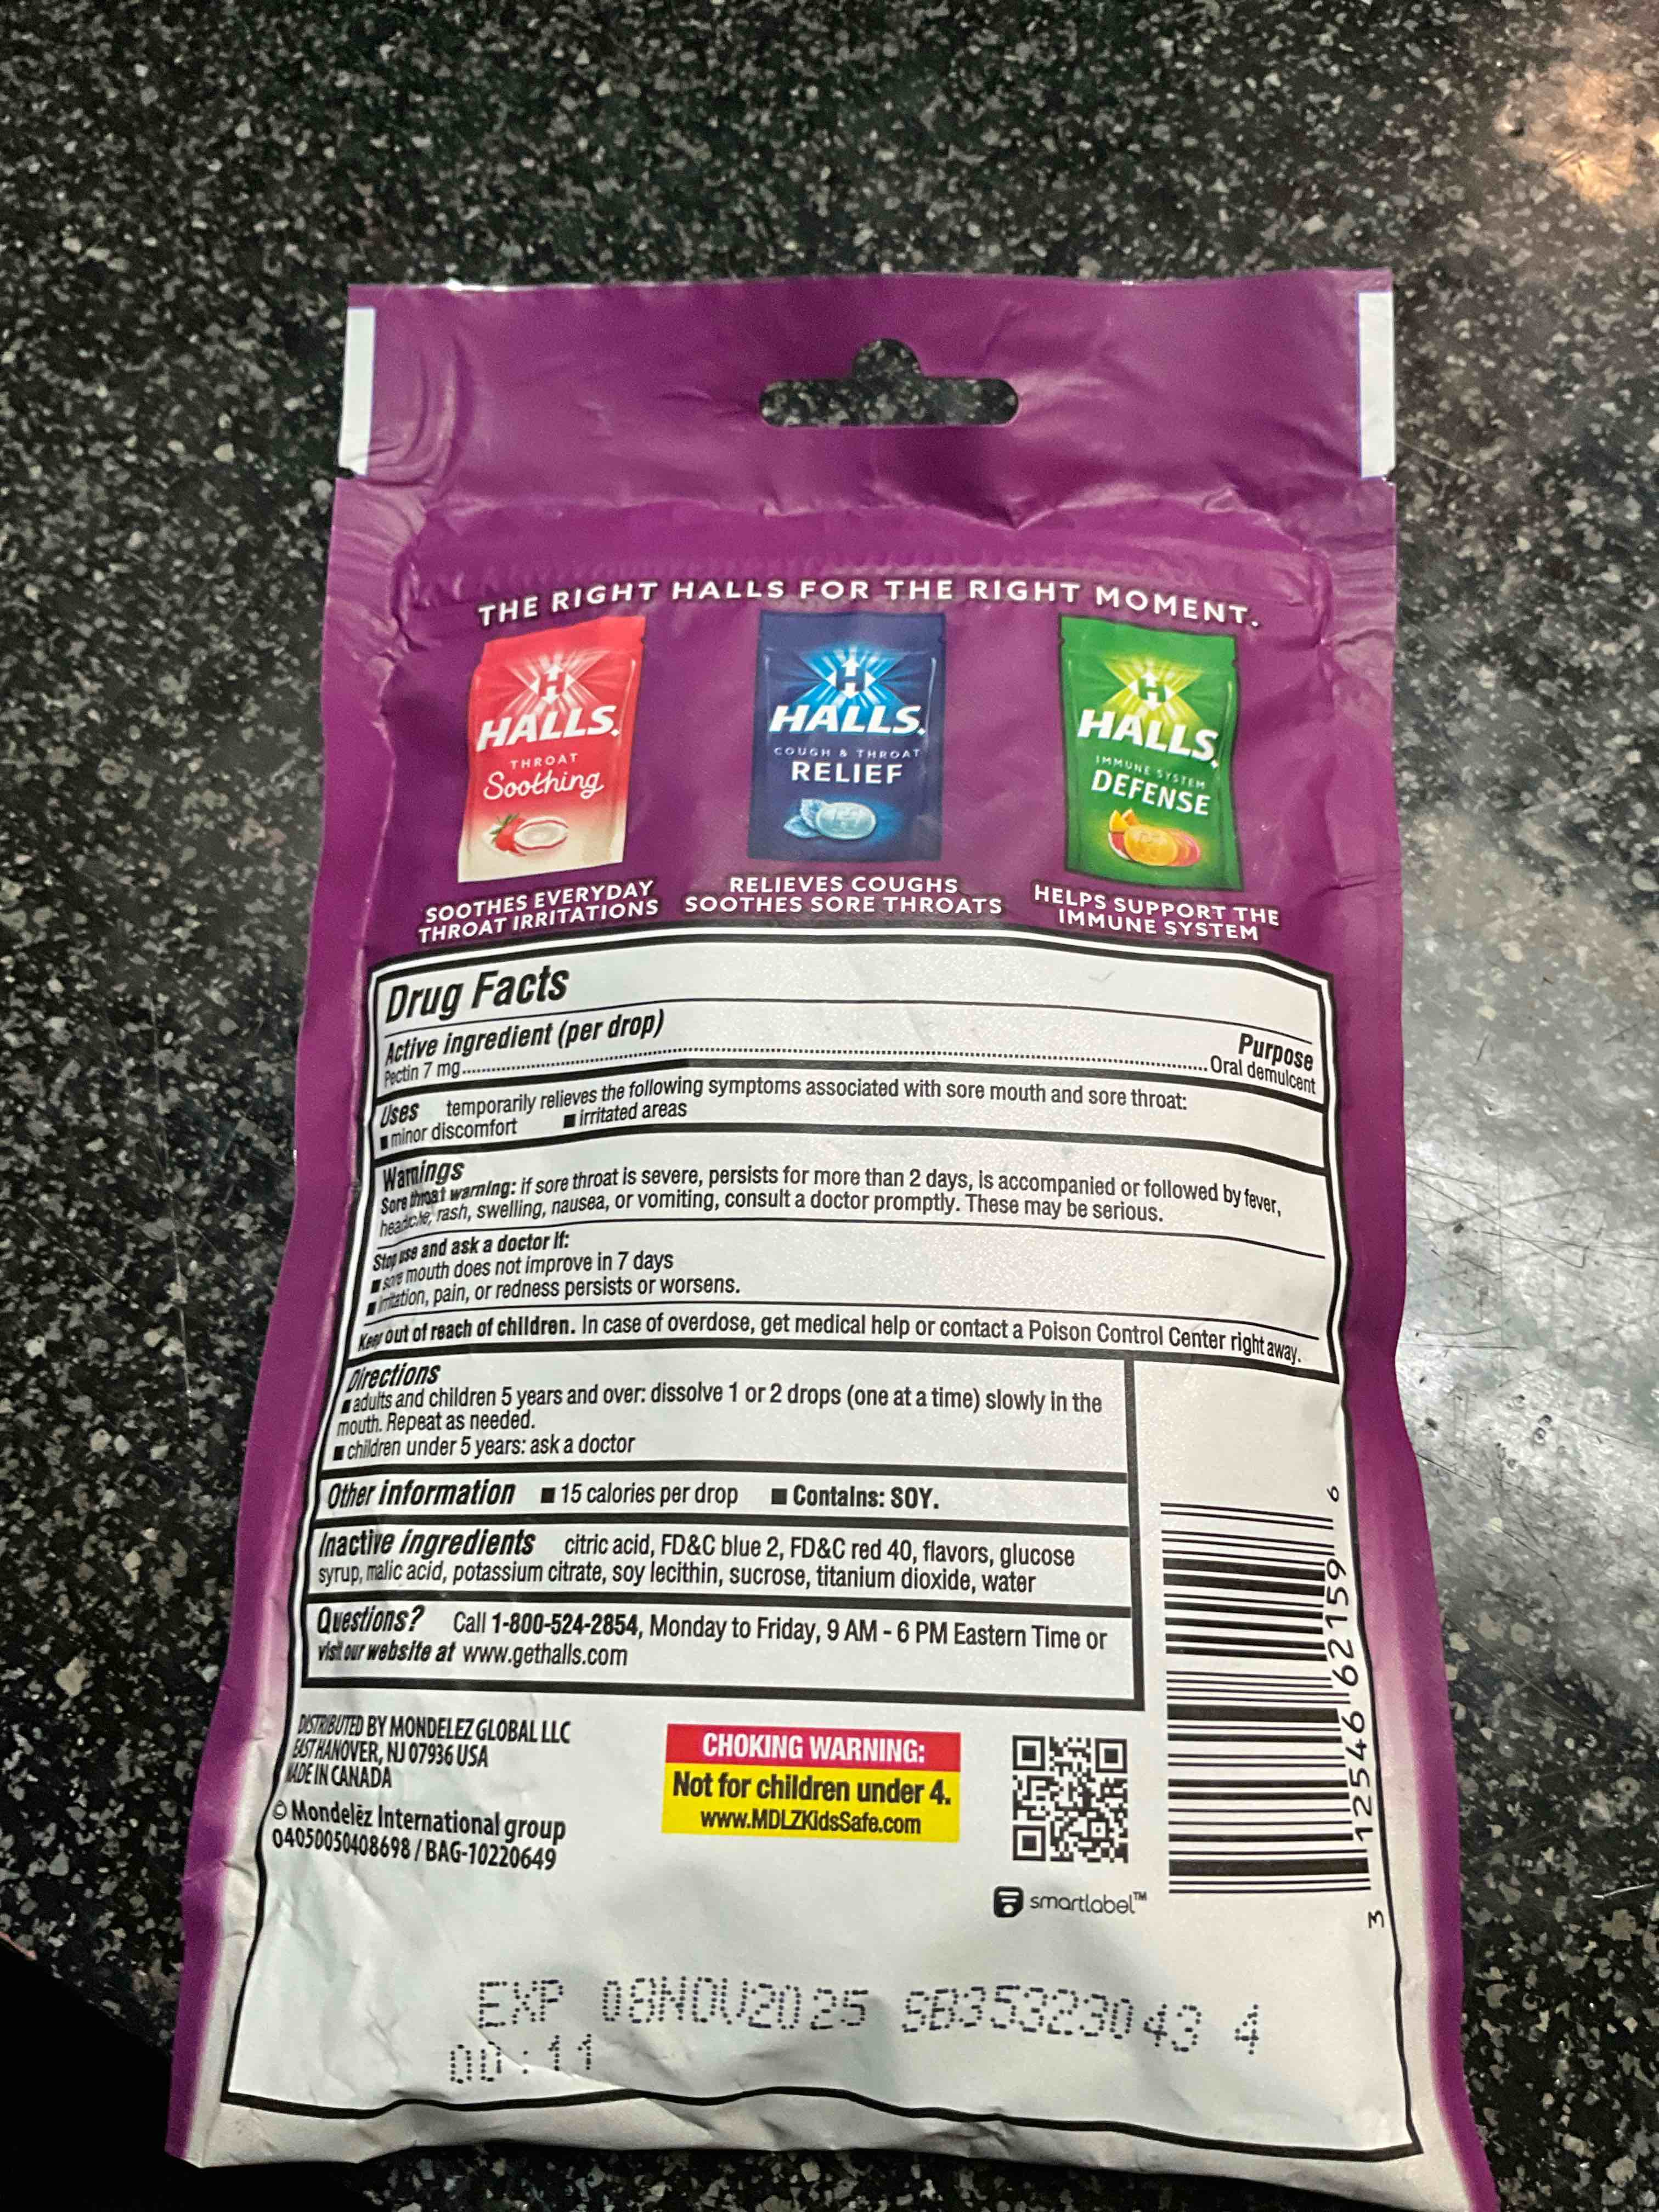 THE RIGHT HALLS FOR THE RIGHT MOMENT.
H
HALLS
THROAT
Soothing
SOOTHES EVERYDAY
THROAT IRRITATIONS
H
HALLS
COUGH & THROAT
RELIEF
H
RELIEVES COUGHS
SOOTHES SORE THROATS
H
HALLS
IMMUNE SYSTEM
DEFENSE
HELPS SUPPORT THE
IMMUNE SYSTEM
Drug Facts
Active ingredient (per drop) Purpose
Pectin 7 mg..........Oral demulcent
Uses temporarily relieves the following symptoms associated with sore mouth and sore throat:
■ minor discomfort ■ irritated areas
Warnings
Sore throat warning: if sore throat is severe, persists for more than 2 days, is accompanied or followed by fever,
headache, rash, swelling, nausea, or vomiting, consult a doctor promptly. These may be serious.
Stop use and ask a doctor if:
■ sore mouth does not improve in 7 days
■ irritation, pain, or redness persists or worsens.
Keep out of reach of children. In case of overdose, get medical help or contact a Poison Control Center right away.
Directions
■ adults and children 5 years and over: dissolve 1 or 2 drops (one at a time) slowly in the
mouth. Repeat as needed.
■ children under 5 years: ask a doctor
Other information ■ 15 calories per drop ■ Contains: SOY.
Inactive ingredients citric acid, FD&C blue 2, FD&C red 40, flavors, glucose
syrup, malic acid, potassium citrate, soy lecithin, sucrose, titanium dioxide, water
Questions? Call 1-800-524-2854, Monday to Friday, 9 AM - 6 PM Eastern Time or
visit our website at www.gethalls.com
DISTRIBUTED BY MONDELEZ GLOBAL LLC
EAST HANOVER, NJ 07936 USA
MADE IN CANADA
© Mondelēz International group
04050050408698 / BAG-10220649
CHOKING WARNING:
Not for children under 4.
www.MDLZKidsSafe.com
smartlabel™
3 12546 62159 6
EXP 08NOV2025 SB35323043 4
00:11